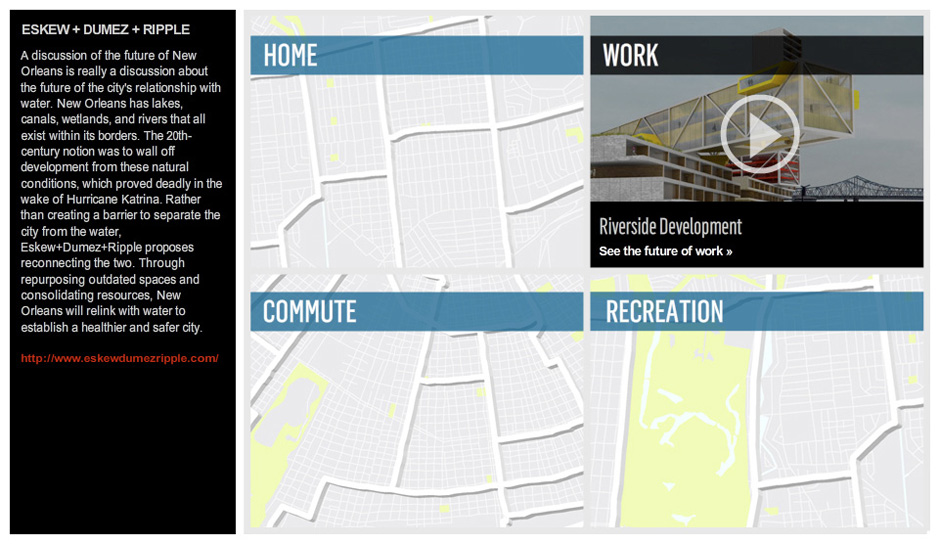 ESKEW + DUMEZ + RIPPLE
A discussion of the future of New
Orleans is really a discussion about
the future of the city's relationship with
water. New Orleans has lakes,
canals, wetlands, and rivers that all
exist within its borders. The 20th-
century notion was to wall off
development from these natural
conditions, which proved deadly in the
wake of Hurricane Katrina. Rather
than creating a barrier to separate the
city from the water,
Eskew+Dumez+Ripple proposes
reconnecting the two. Through
repurposing outdated spaces and
consolidating resources, New
Orleans will relink with water to
establish a healthier and safer city.
http://www.eskewdumezripple.com/
HOME
WORK
Riverside Development
See the future of work »
COMMUTE
RECREATION